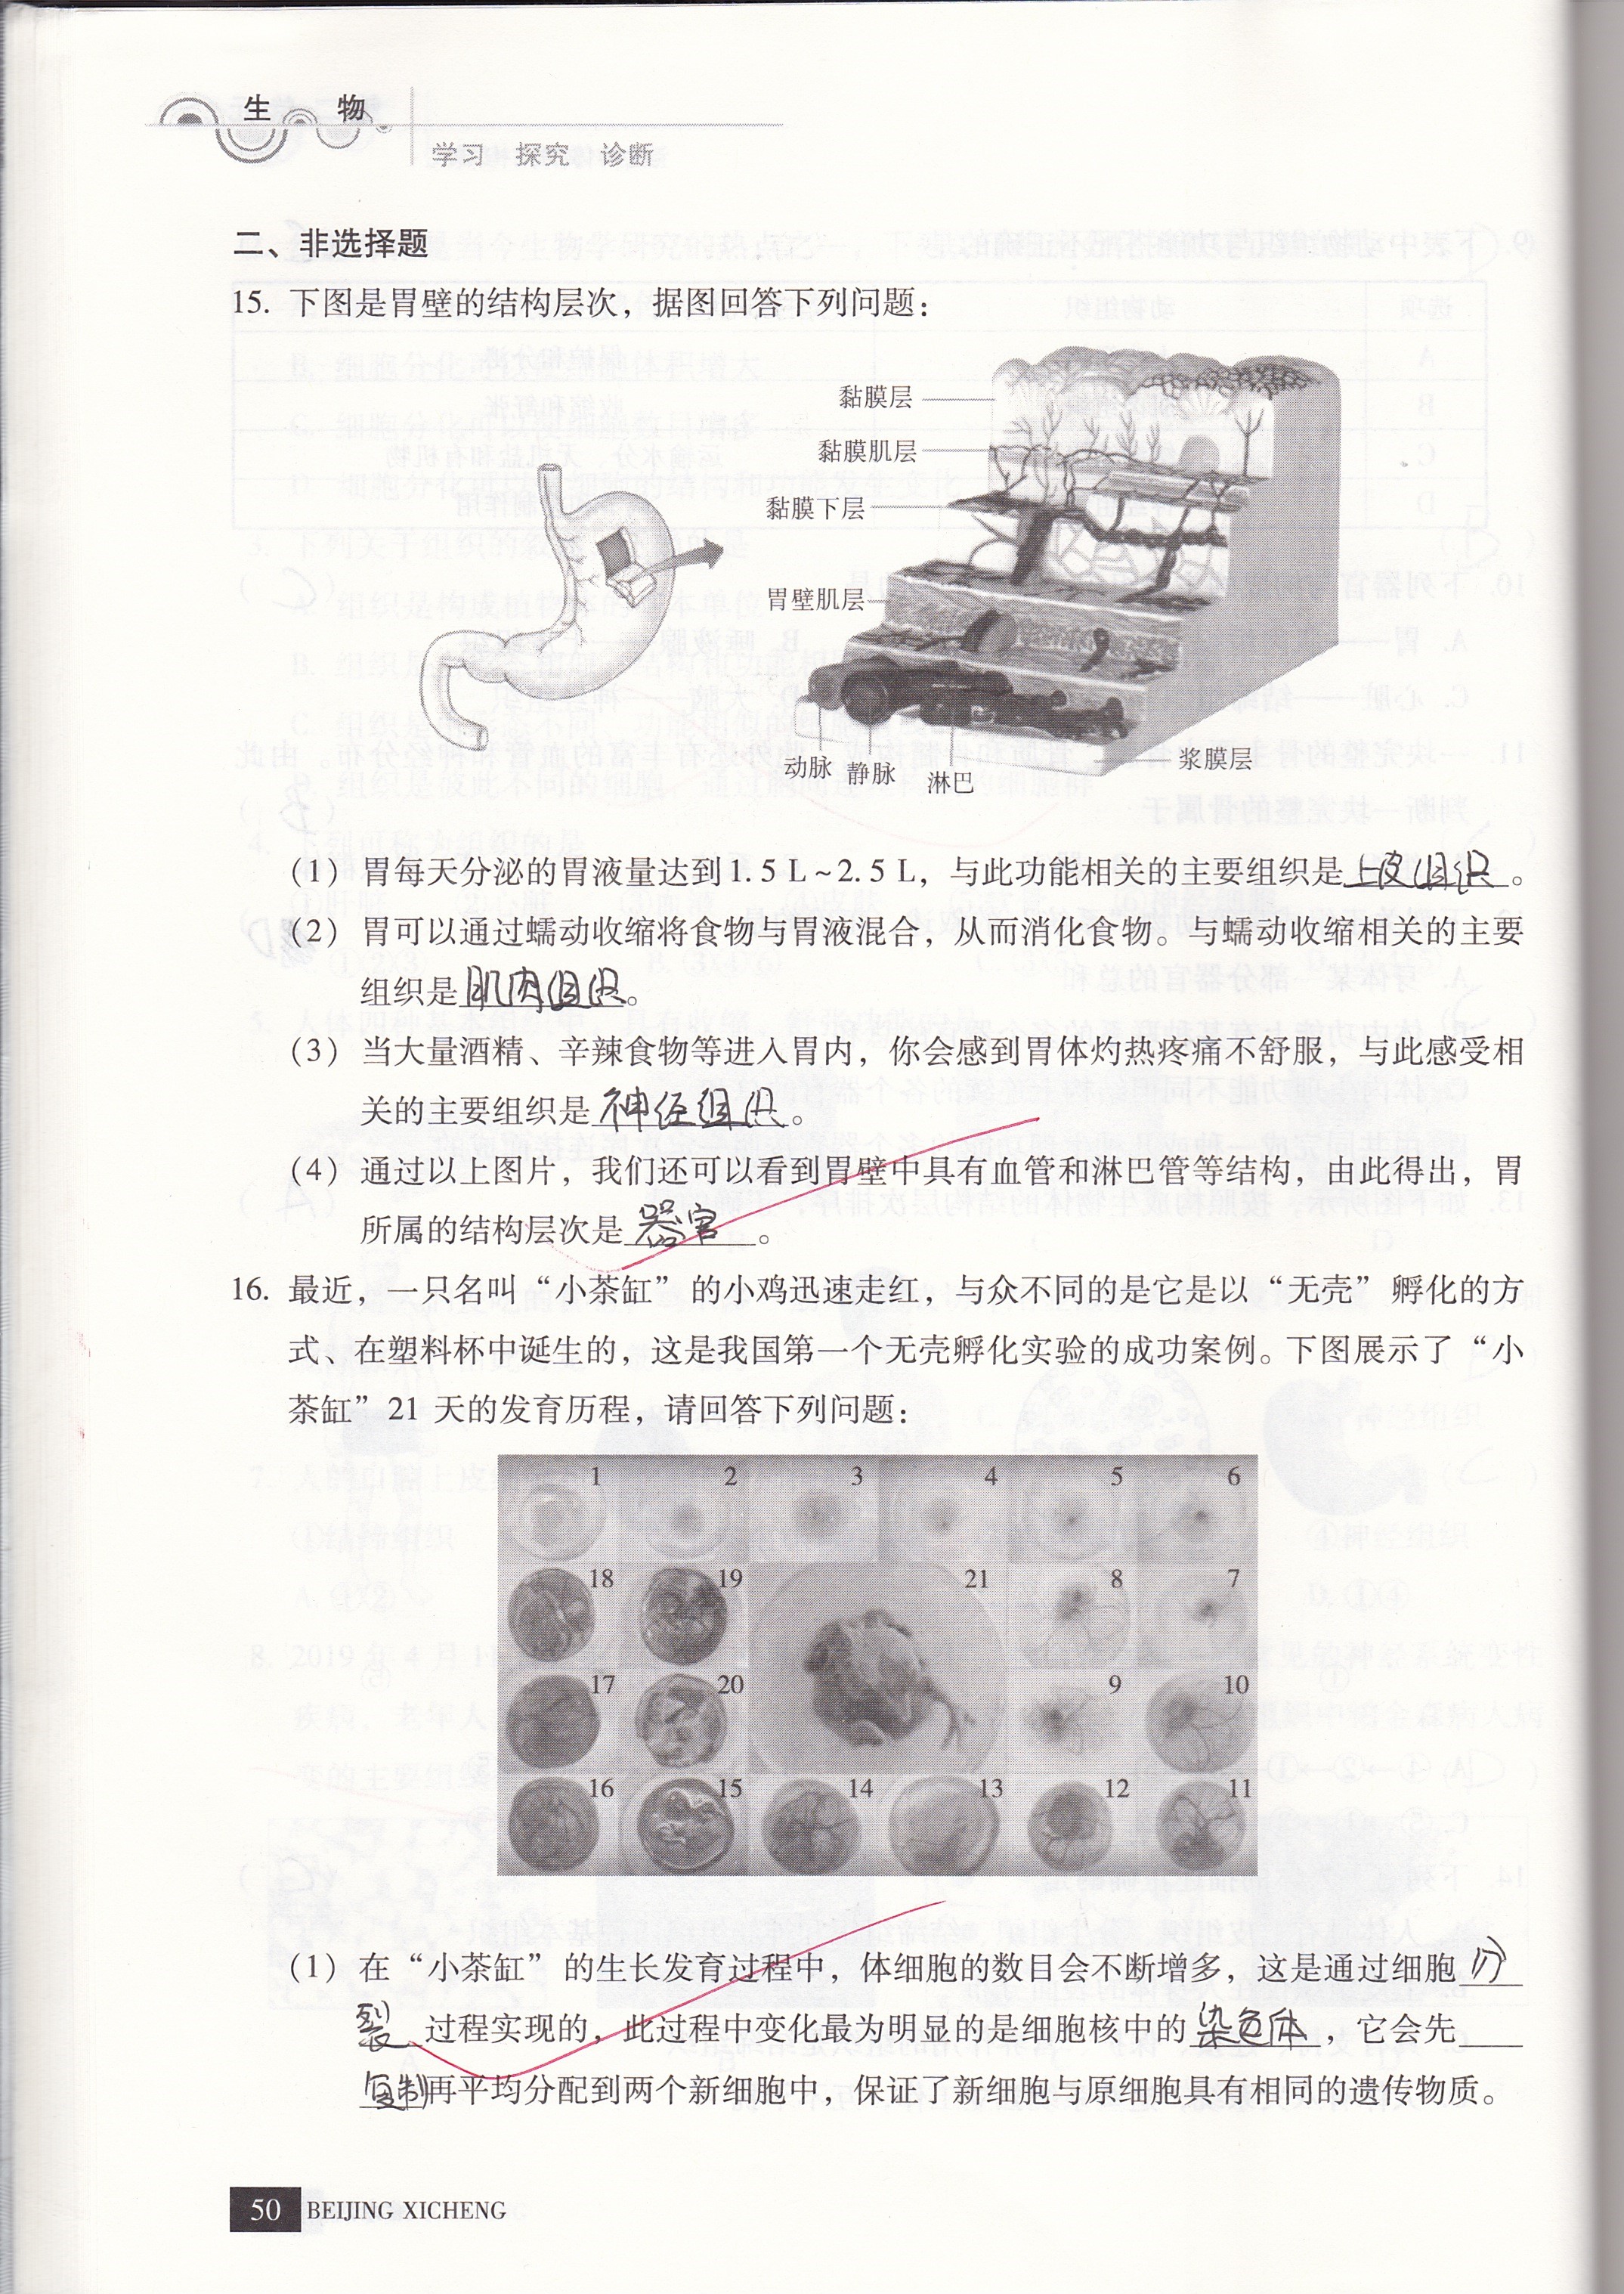 生 物
学习 探究 诊断
二、非选择题
15. 下图是胃壁的结构层次，据图回答下列问题：
黏膜层
黏膜肌层
黏膜下层
胃壁肌层
动脉 静脉 淋巴 浆膜层
（1）胃每天分泌的胃液量达到1.5 L~2.5 L，与此功能相关的主要组织是上皮组织。
（2）胃可以通过蠕动收缩将食物与胃液混合，从而消化食物。与蠕动收缩相关的主要
组织是肌肉组织。
（3）当大量酒精、辛辣食物等进入胃内，你会感到胃体灼热疼痛不舒服，与此感受相
关的主要组织是神经组织。
（4）通过以上图片，我们还可以看到胃壁中具有血管和淋巴管等结构，由此得出，胃
所属的结构层次是器官。
16. 最近，一只名叫“小茶缸”的小鸡迅速走红，与众不同的是它是以“无壳”孵化的方
式、在塑料杯中诞生的，这是我国第一个无壳孵化实验的成功案例。下图展示了“小
茶缸”21 天的发育历程，请回答下列问题：
1 2 3 4 5 6
18 19 21 8 7
17 20 9 10
16 15 14 13 12 11
（1）在“小茶缸”的生长发育过程中，体细胞的数目会不断增多，这是通过细胞分
裂过程实现的，此过程中变化最为明显的是细胞核中的染色体，它会先
复制再平均分配到两个新细胞中，保证了新细胞与原细胞具有相同的遗传物质。
50 BEIJING XICHENG